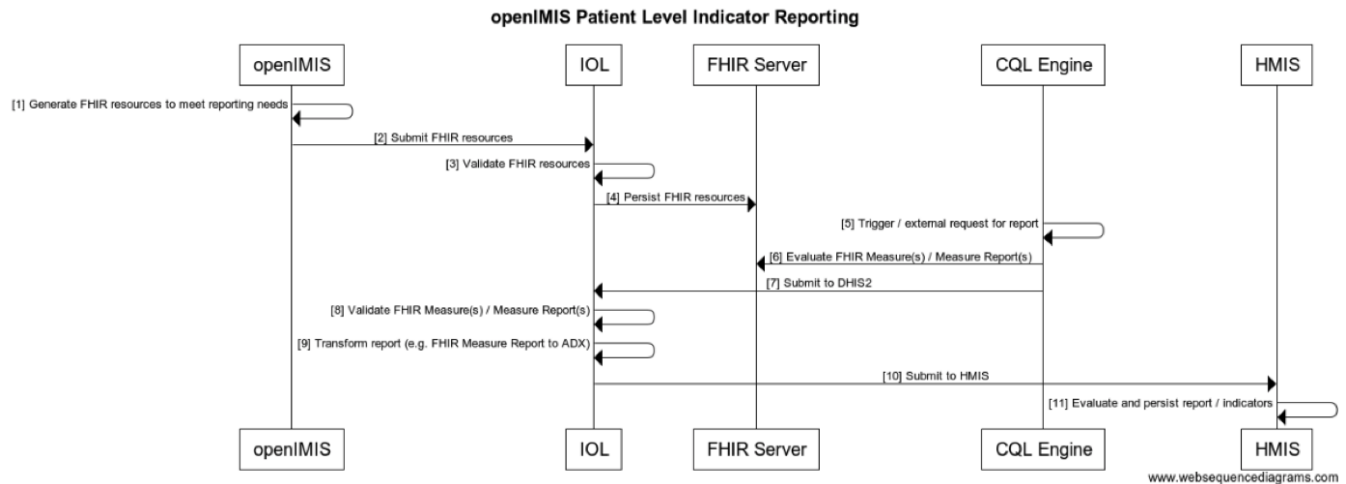 openIMIS Patient Level Indicator Reporting
openIMIS
IOL
FHIR Server
CQL Engine
HMIS
[1] Generate FHIR resources to meet reporting needs
[2] Submit FHIR resources
[3] Validate FHIR resources
[4] Persist FHIR resources
[5] Trigger / external request for report
[6] Evaluate FHIR Measure(s) / Measure Report(s)
[7] Submit to DHIS2
[8] Validate FHIR Measure(s) / Measure Report(s)
[9] Transform report (e.g. FHIR Measure Report to ADX)
[10] Submit to HMIS
[11] Evaluate and persist report / indicators
openIMIS
IOL
FHIR Server
CQL Engine
HMIS
www.websequencediagrams.com